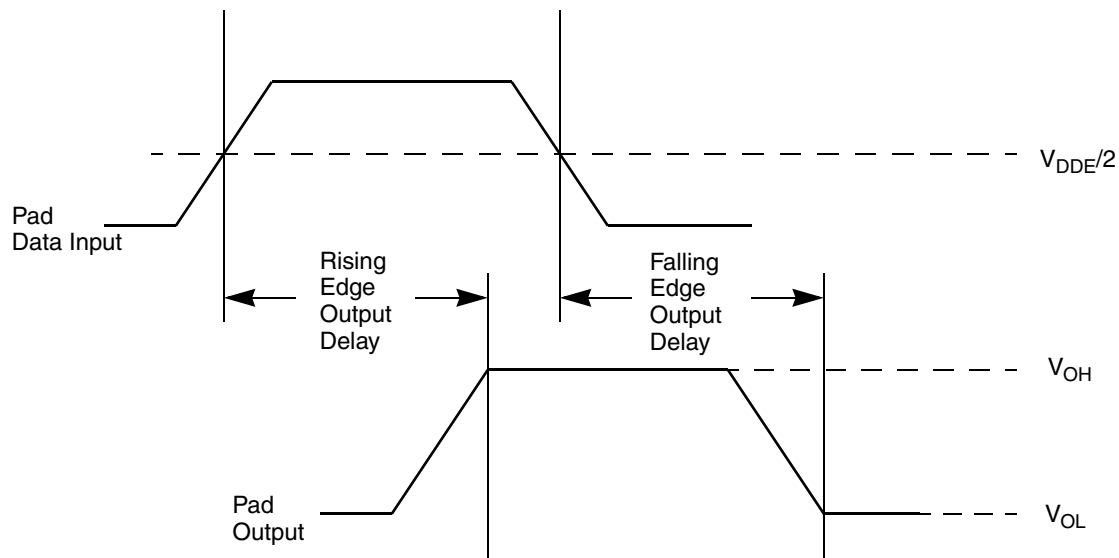 V_DDE/2
Pad
Data Input
Rising
Edge
Output
Delay
Falling
Edge
Output
Delay
V_OH
Pad
Output
V_OL